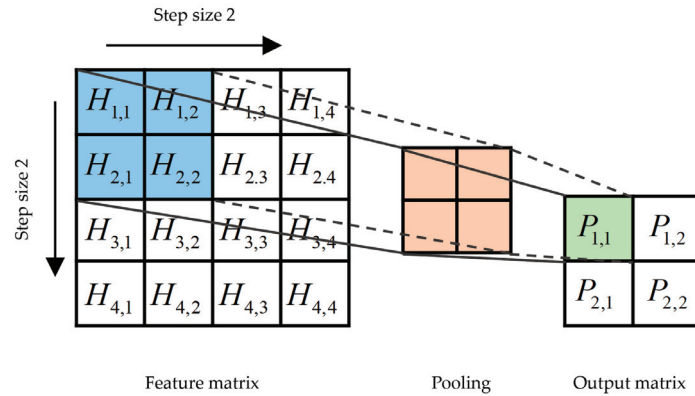 Step size 2
Step size 2
H1,1 H1,2 H1,3 H1,4
H2,1 H2,2 H2.3 H2.4
H3,1 H3,2 H3,3 H3,4
H4,1 H4,2 H4,3 H4,4
P1,1 P1,2
P2,1 P2,2
Feature matrix Pooling Output matrix